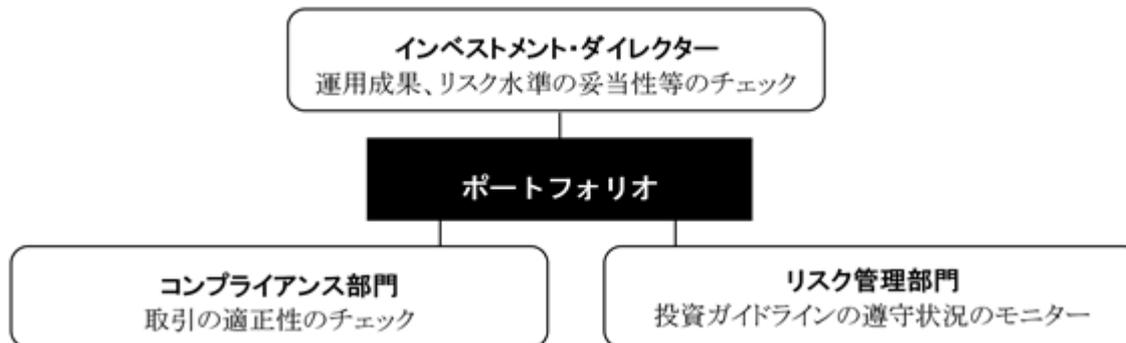 インベストメント・ダイレクター
運用成果、リスク水準の妥当性等のチェック
ポートフォリオ
コンプライアンス部門
取引の適正性のチェック
リスク管理部門
投資ガイドラインの遵守状況のモニター